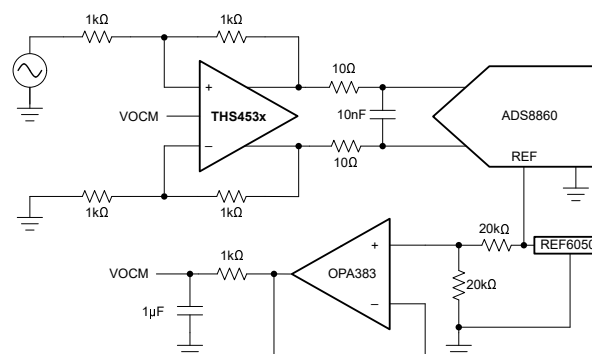 1kΩ
1kΩ
10Ω
+
VOCM
THS453x
10nF
ADS8860
−
10Ω
REF
1kΩ
1kΩ
20kΩ
REF6050
1kΩ
+
VOCM
OPA383
20kΩ
−
1µF